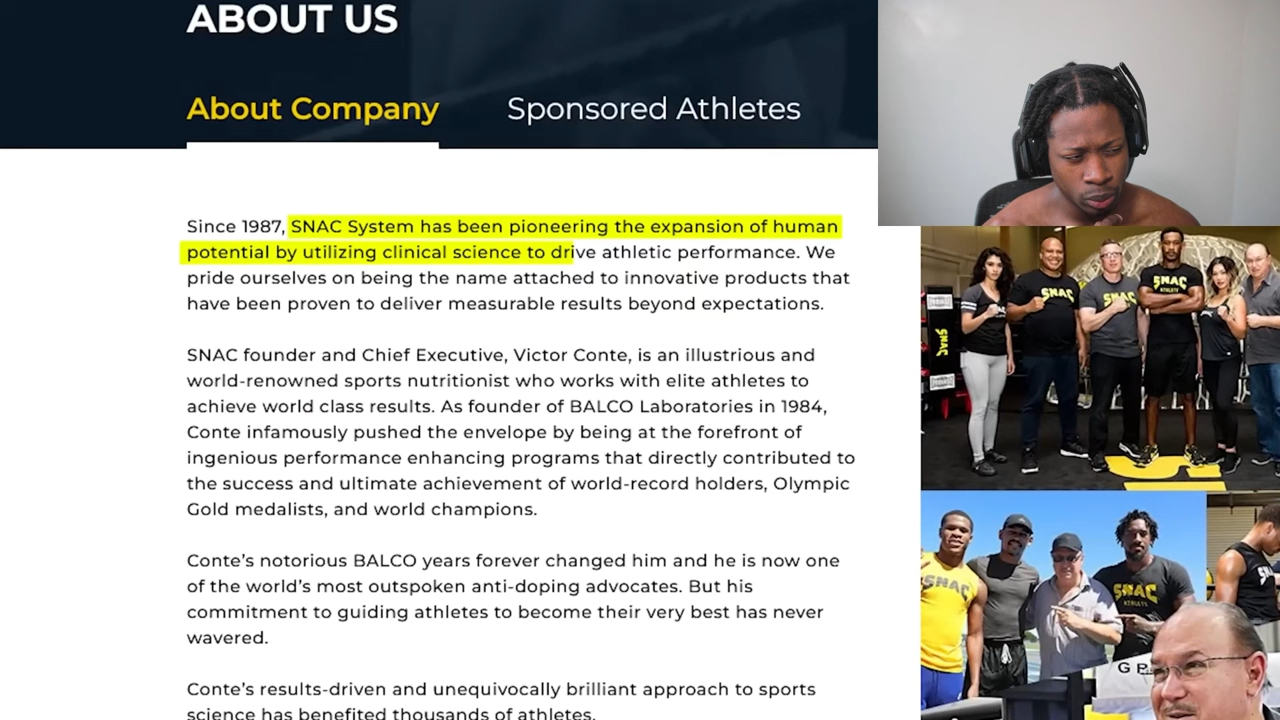 ABOUT US
About Company
Sponsored Athletes
Since 1987, SNAC System has been pioneering the expansion of human
potential by utilizing clinical science to drive athletic performance. We
pride ourselves on being the name attached to innovative products that
have been proven to deliver measurable results beyond expectations.
SNAC founder and Chief Executive, Victor Conte, is an illustrious and
world-renowned sports nutritionist who works with elite athletes to
achieve world class results. As founder of BALCO Laboratories in 1984,
Conte infamously pushed the envelope by being at the forefront of
ingenious performance enhancing programs that directly contributed to
the success and ultimate achievement of world-record holders, Olympic
Gold medalists, and world champions.
Conte’s notorious BALCO years forever changed him and he is now one
of the world’s most outspoken anti-doping advocates. But his
commitment to guiding athletes to become their very best has never
wavered.
Conte’s results-driven and unequivocally brilliant approach to sports
science has benefited thousands of athletes.
SNAC
SNAC
SNAC
SNAC
ATHLETE
SNAC
SNAC
ATHLETE
SNAC